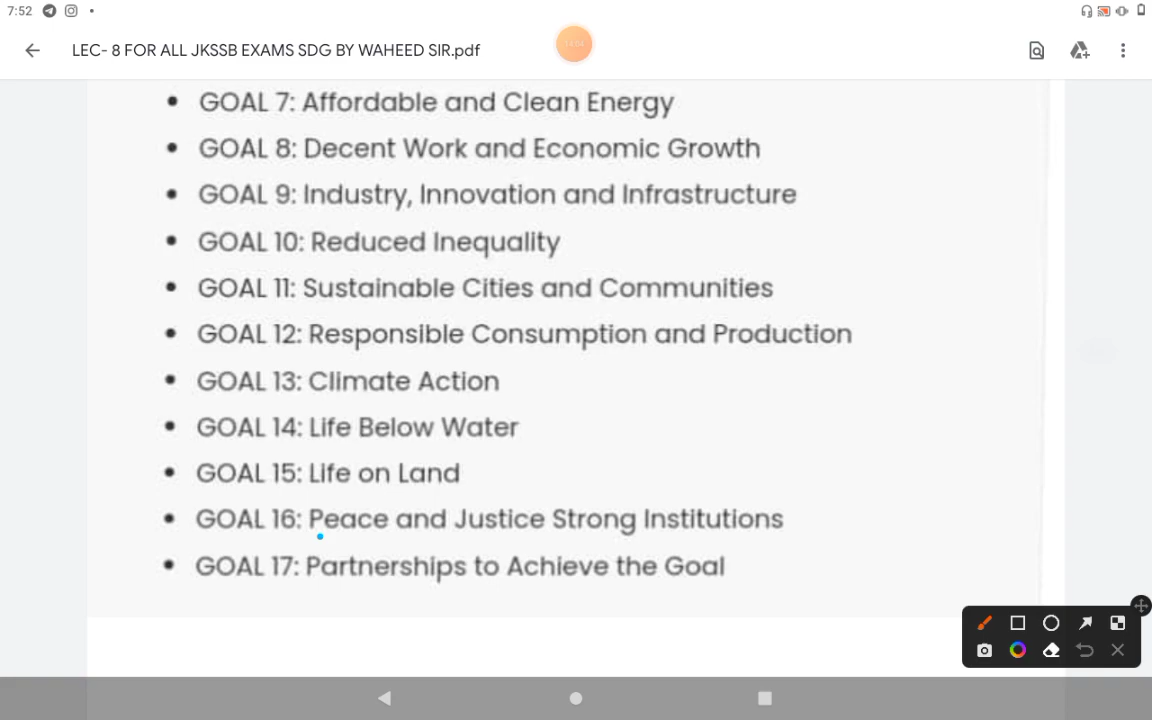 7:52
LEC- 8 FOR ALL JKSSB EXAMS SDG BY WAHEED SIR.pdf
GOAL 7: Affordable and Clean Energy
GOAL 8: Decent Work and Economic Growth
GOAL 9: Industry, Innovation and Infrastructure
GOAL 10: Reduced Inequality
GOAL 11: Sustainable Cities and Communities
GOAL 12: Responsible Consumption and Production
GOAL 13: Climate Action
GOAL 14: Life Below Water
GOAL 15: Life on Land
GOAL 16: Peace and Justice Strong Institutions
GOAL 17: Partnerships to Achieve the Goal